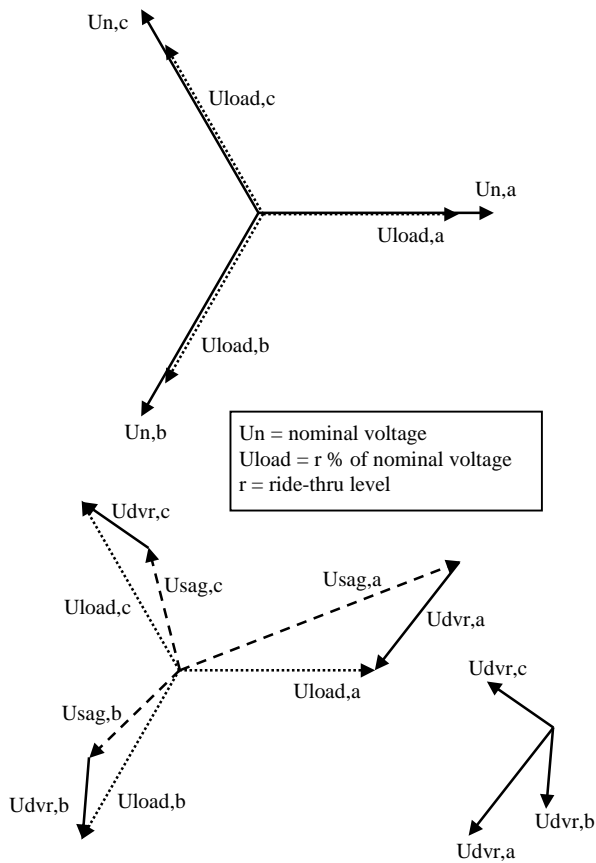 Un,c
Uload,c
Un,a
Uload,a
Uload,b
Un,b
Un = nominal voltage
Uload = r % of nominal voltage
r = ride-thru level
Udvr,c
Usag,c
Usag,a
Uload,c
Udvr,a
Uload,a
Udvr,c
Usag,b
Udvr,b
Uload,b
Udvr,b
Udvr,a